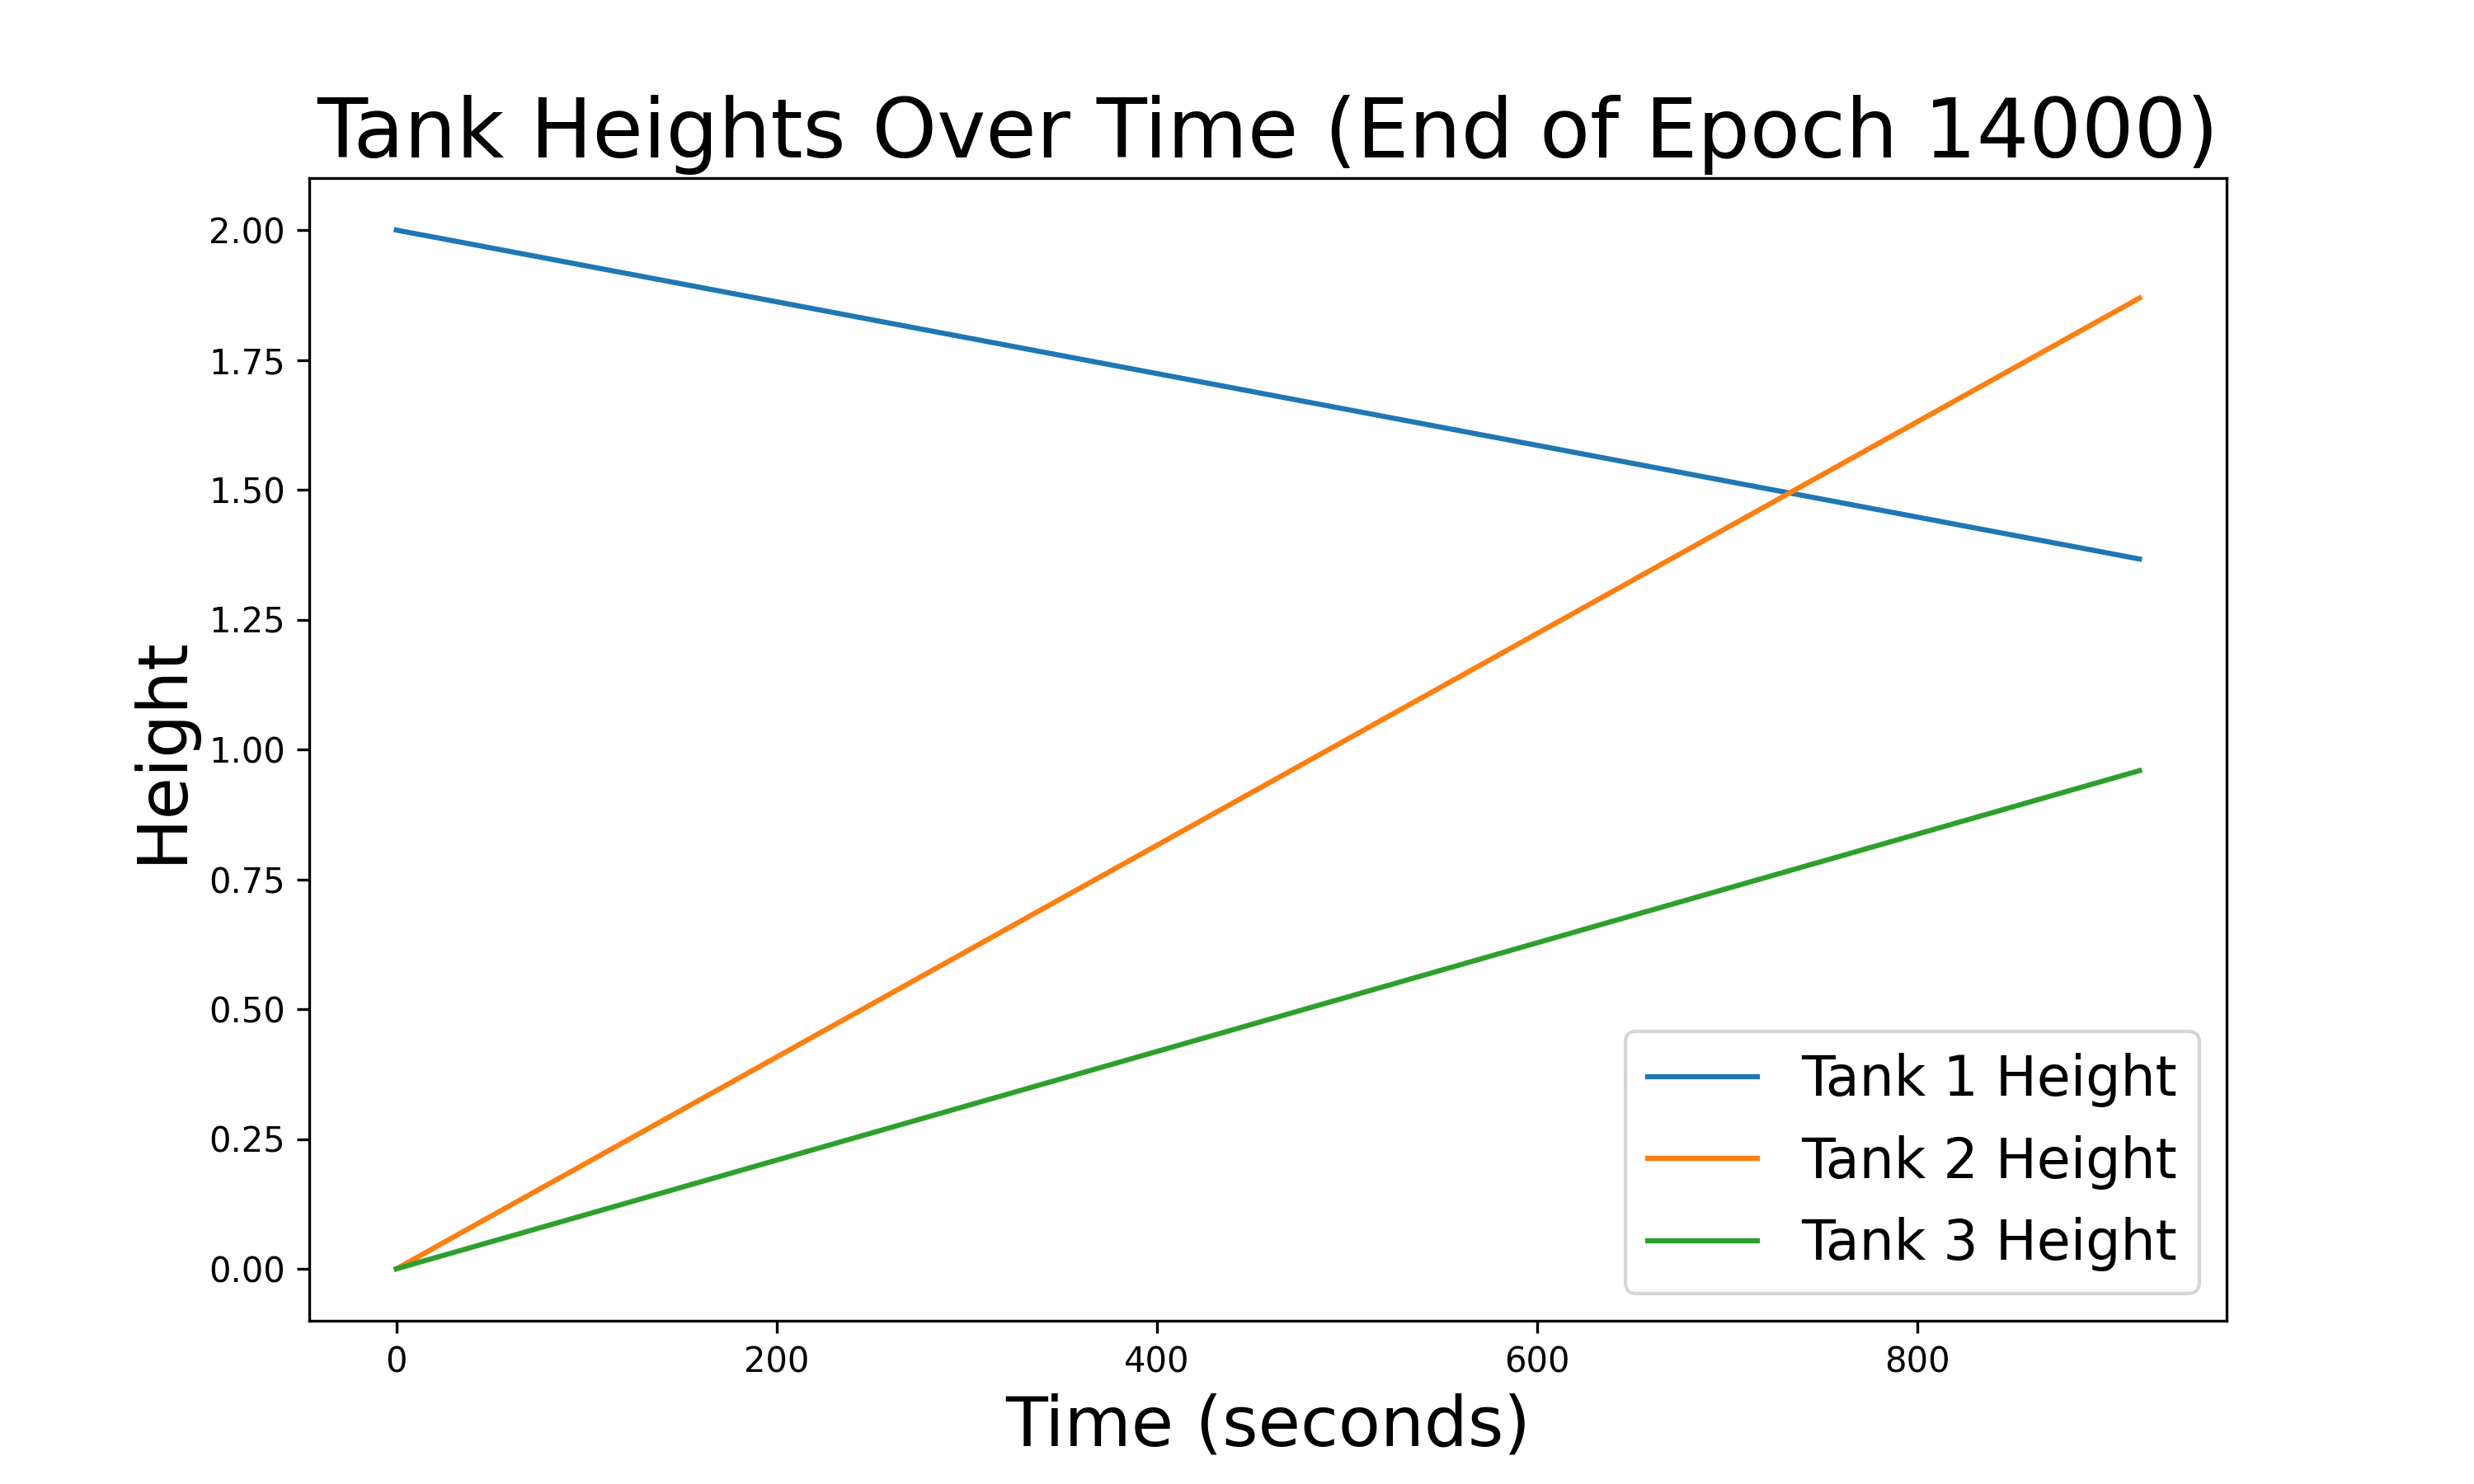 Tank Heights Over Time (End of Epoch 14000)
2.00
1.75
1.50
1.25
1.00
0.75
0.50
0.25
0.00
Height
Tank 1 Height
Tank 2 Height
Tank 3 Height
0 200 400 600 800
Time (seconds)